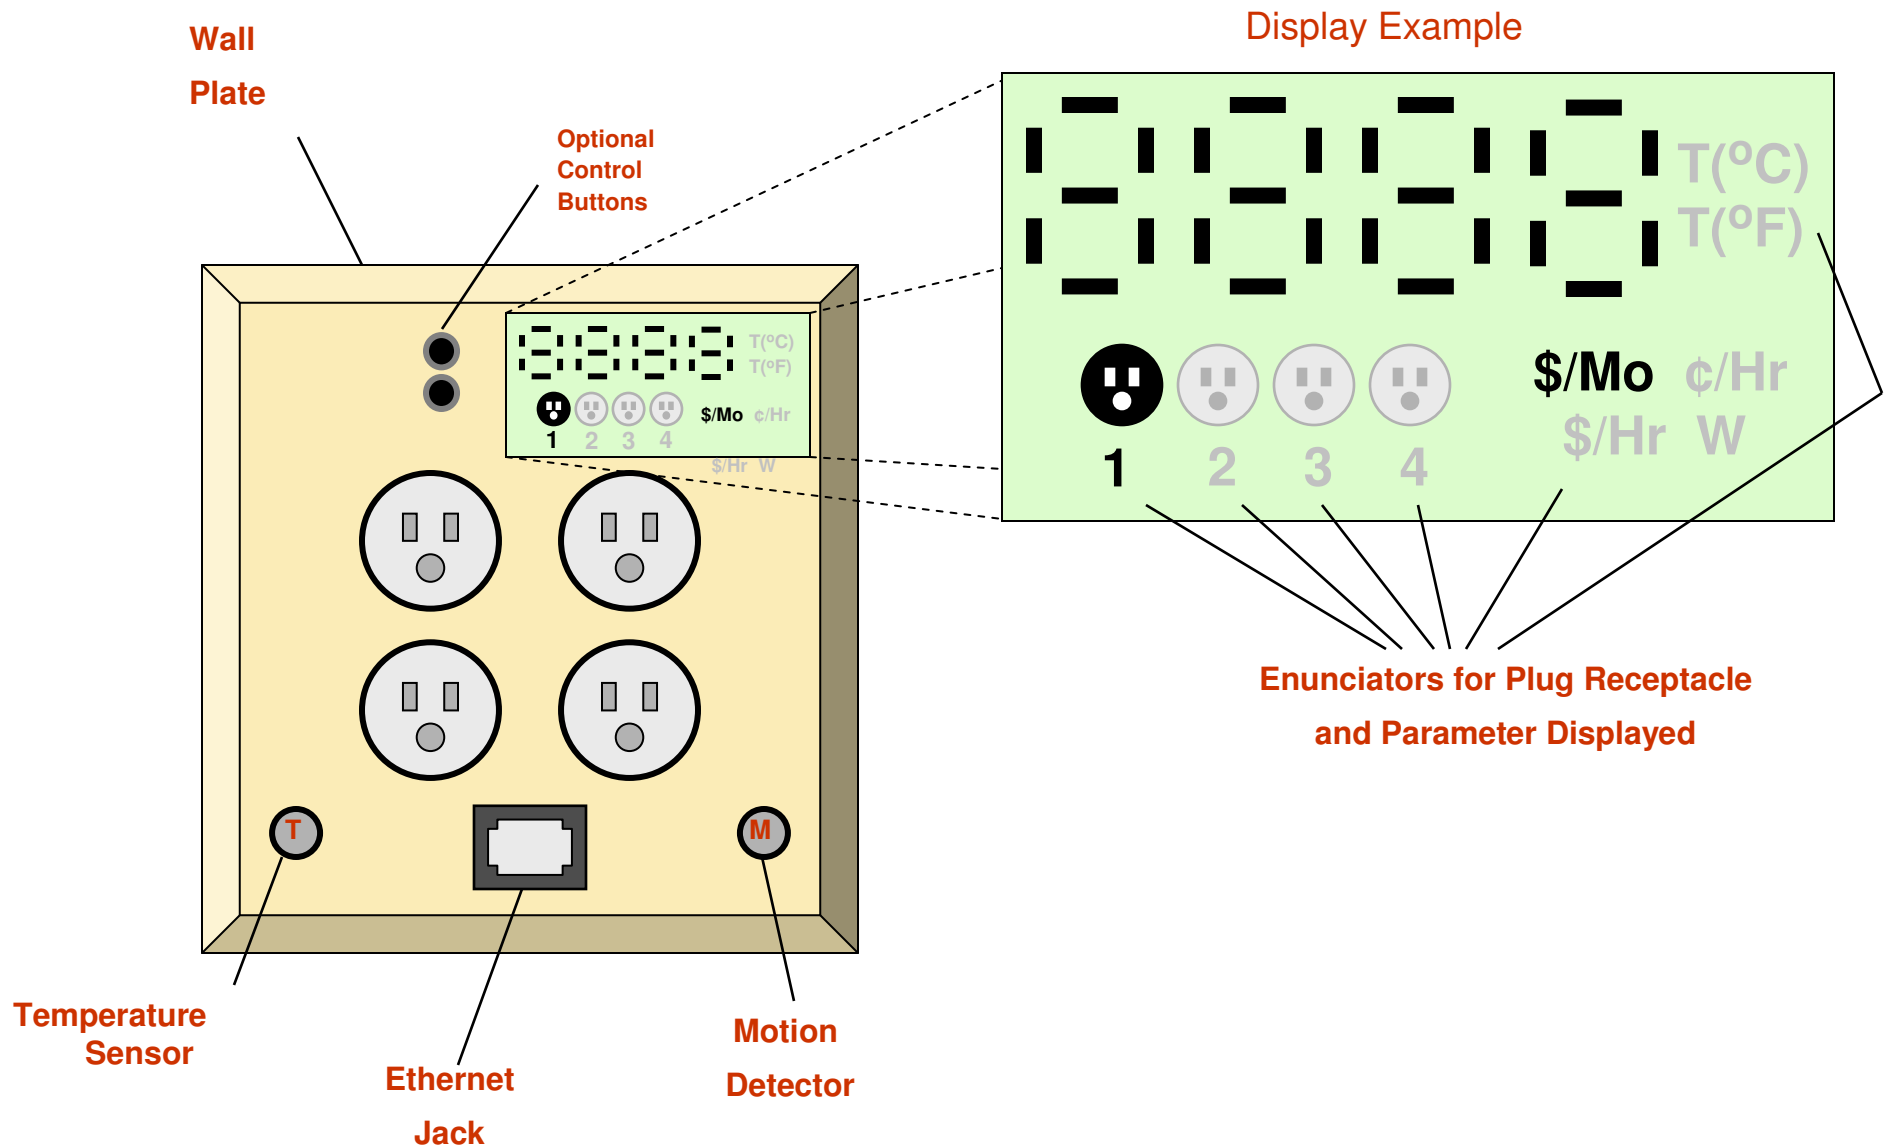 Display Example
Wall
Plate
Optional
Control
Buttons
T(ºC)
T(ºF)
$/Mo ¢/Hr
$/Hr W
1 2 3 4
T(ºC)
T(ºF)
$/Mo ¢/Hr
1 2 3 4
$/Hr W
Enunciators for Plug Receptacle
and Parameter Displayed
T
M
Temperature
Sensor
Ethernet
Jack
Motion
Detector